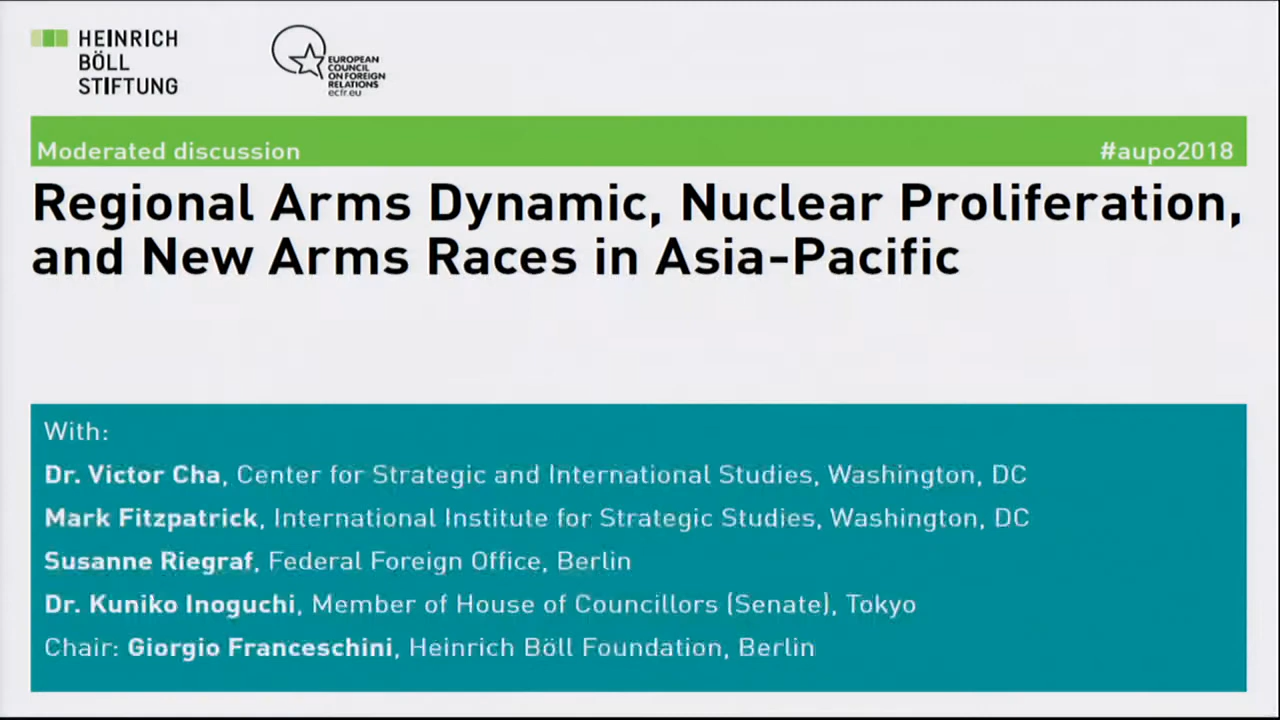 HEINRICH
BÖLL
STIFTUNG
EUROPEAN
COUNCIL
ON FOREIGN
RELATIONS
ecfr.eu
Moderated discussion
#aupo2018
Regional Arms Dynamic, Nuclear Proliferation,
and New Arms Races in Asia-Pacific
With:
Dr. Victor Cha, Center for Strategic and International Studies, Washington, DC
Mark Fitzpatrick, International Institute for Strategic Studies, Washington, DC
Susanne Riegraf, Federal Foreign Office, Berlin
Dr. Kuniko Inoguchi, Member of House of Councillors (Senate), Tokyo
Chair: Giorgio Franceschini, Heinrich Böll Foundation, Berlin